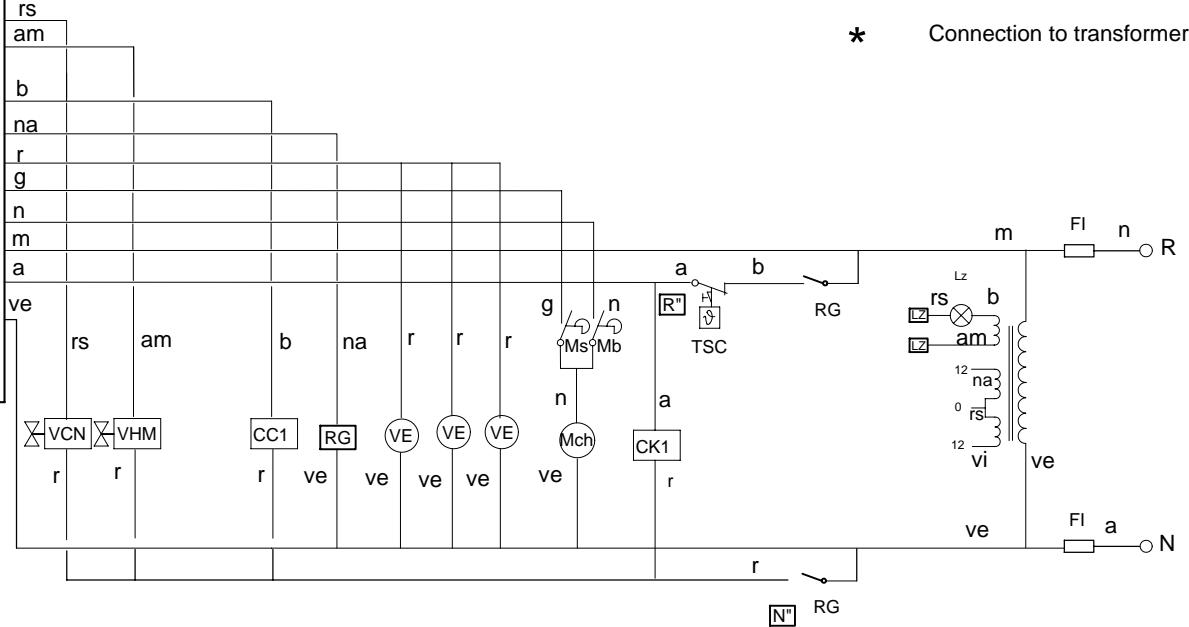 rs
am
* Connection to transformer
b
na
r
g
n
m
m
FI
n
R
a
a
b
Lz
ve
g
n
R"
RG
LZ
rs
b
rs
am
b
na
r
r
r
Ms
Mb
ϑ
TSC
LZ
am
12
na
n
a
0
rs
VCN
VHM
CC1
RG
VE
VE
VE
Mch
CK1
12
vi
ve
r
r
r
ve
ve
ve
ve
ve
r
ve
FI
a
N
r
N"
RG